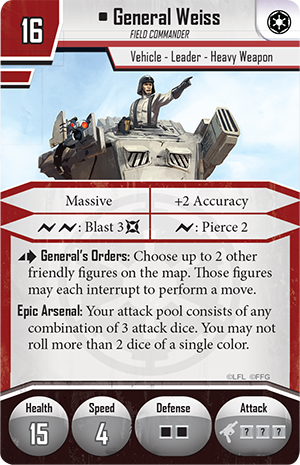 16
General Weiss
FIELD COMMANDER
Vehicle - Leader - Heavy Weapon
Massive
+2 Accuracy
: Blast 3
: Pierce 2
General's Orders: Choose up to 2 other
friendly figures on the map. Those figures
may each interrupt to perform a move.
Epic Arsenal: Your attack pool consists of any
combination of 3 attack dice. You may not
roll more than 2 dice of a single color.
©LFL ©FFG
Health
Speed
Defense
Attack
15
4
? ? ?